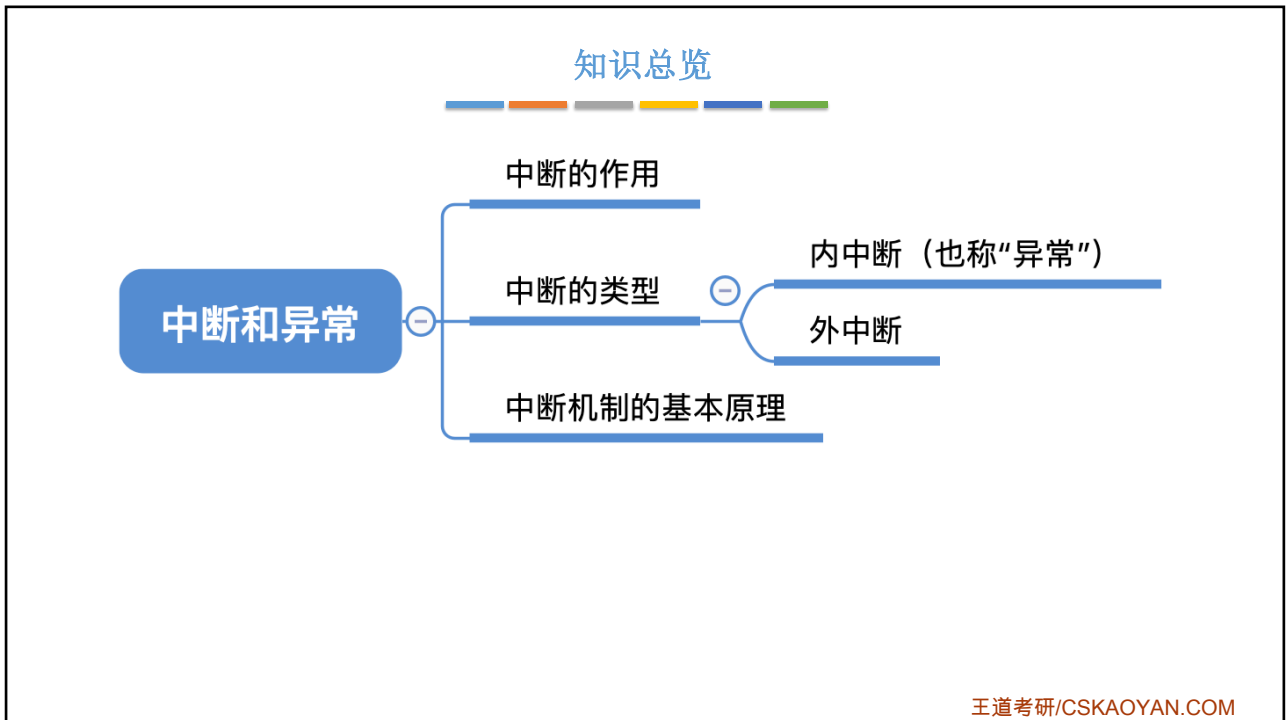 知识总览
中断的作用
内中断（也称“异常”）
中断的类型
外中断
中断和异常
中断机制的基本原理
王道考研/CSKAOYAN.COM